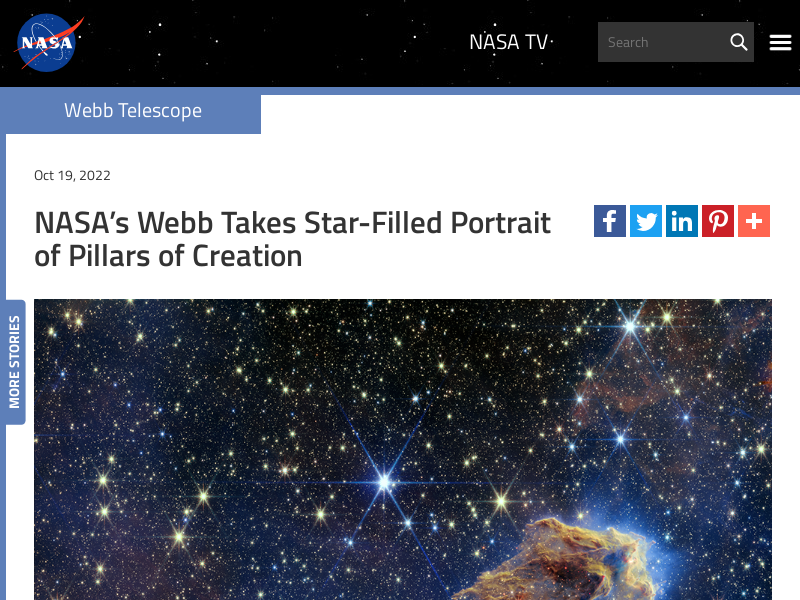 NASA
NASA TV
Search
Webb Telescope
Oct 19, 2022
NASA’s Webb Takes Star-Filled Portrait
of Pillars of Creation
MORE STORIES